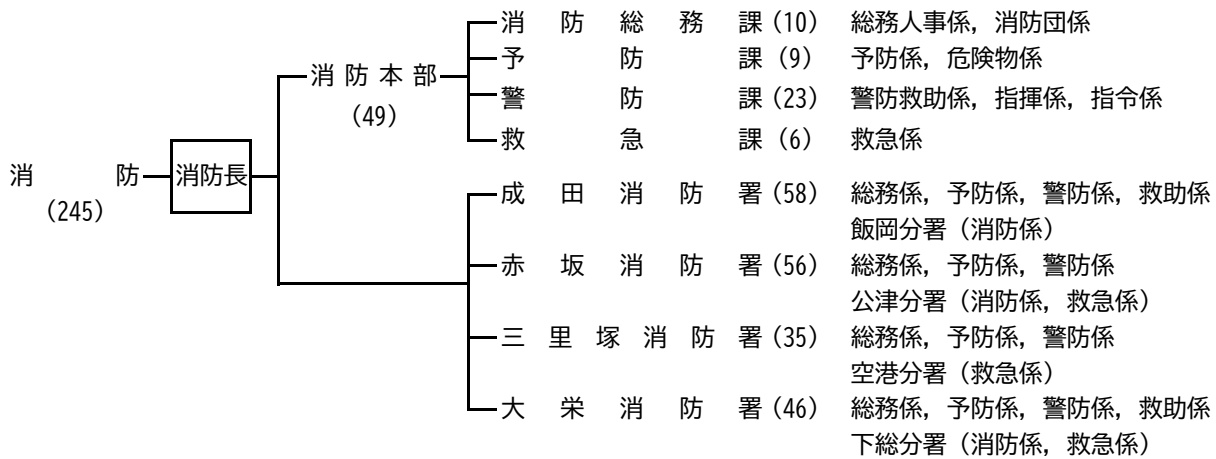 消防総務課（10） 総務人事係，消防団係
予防課（9） 予防係，危険物係
消防本部
警防課（23） 警防救助係，指揮係，指令係
（49）
救急課（6） 救急係
消防 消防長
（245）
成田消防署（58） 総務係，予防係，警防係，救助係
飯岡分署（消防係）
赤坂消防署（56） 総務係，予防係，警防係
公津分署（消防係，救急係）
三里塚消防署（35） 総務係，予防係，警防係
空港分署（救急係）
大栄消防署（46） 総務係，予防係，警防係，救助係
下総分署（消防係，救急係）